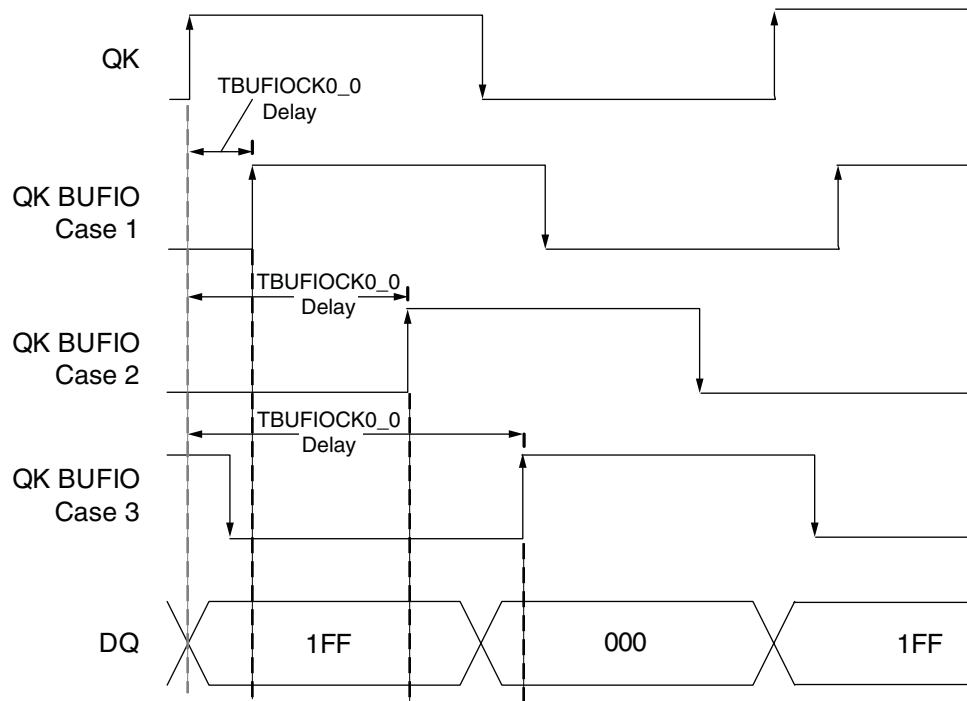 QK
TBUFIOCK0_0
Delay
QK BUFIO
Case 1
TBUFIOCK0_0
Delay
QK BUFIO
Case 2
TBUFIOCK0_0
Delay
QK BUFIO
Case 3
DQ
1FF
000
1FF